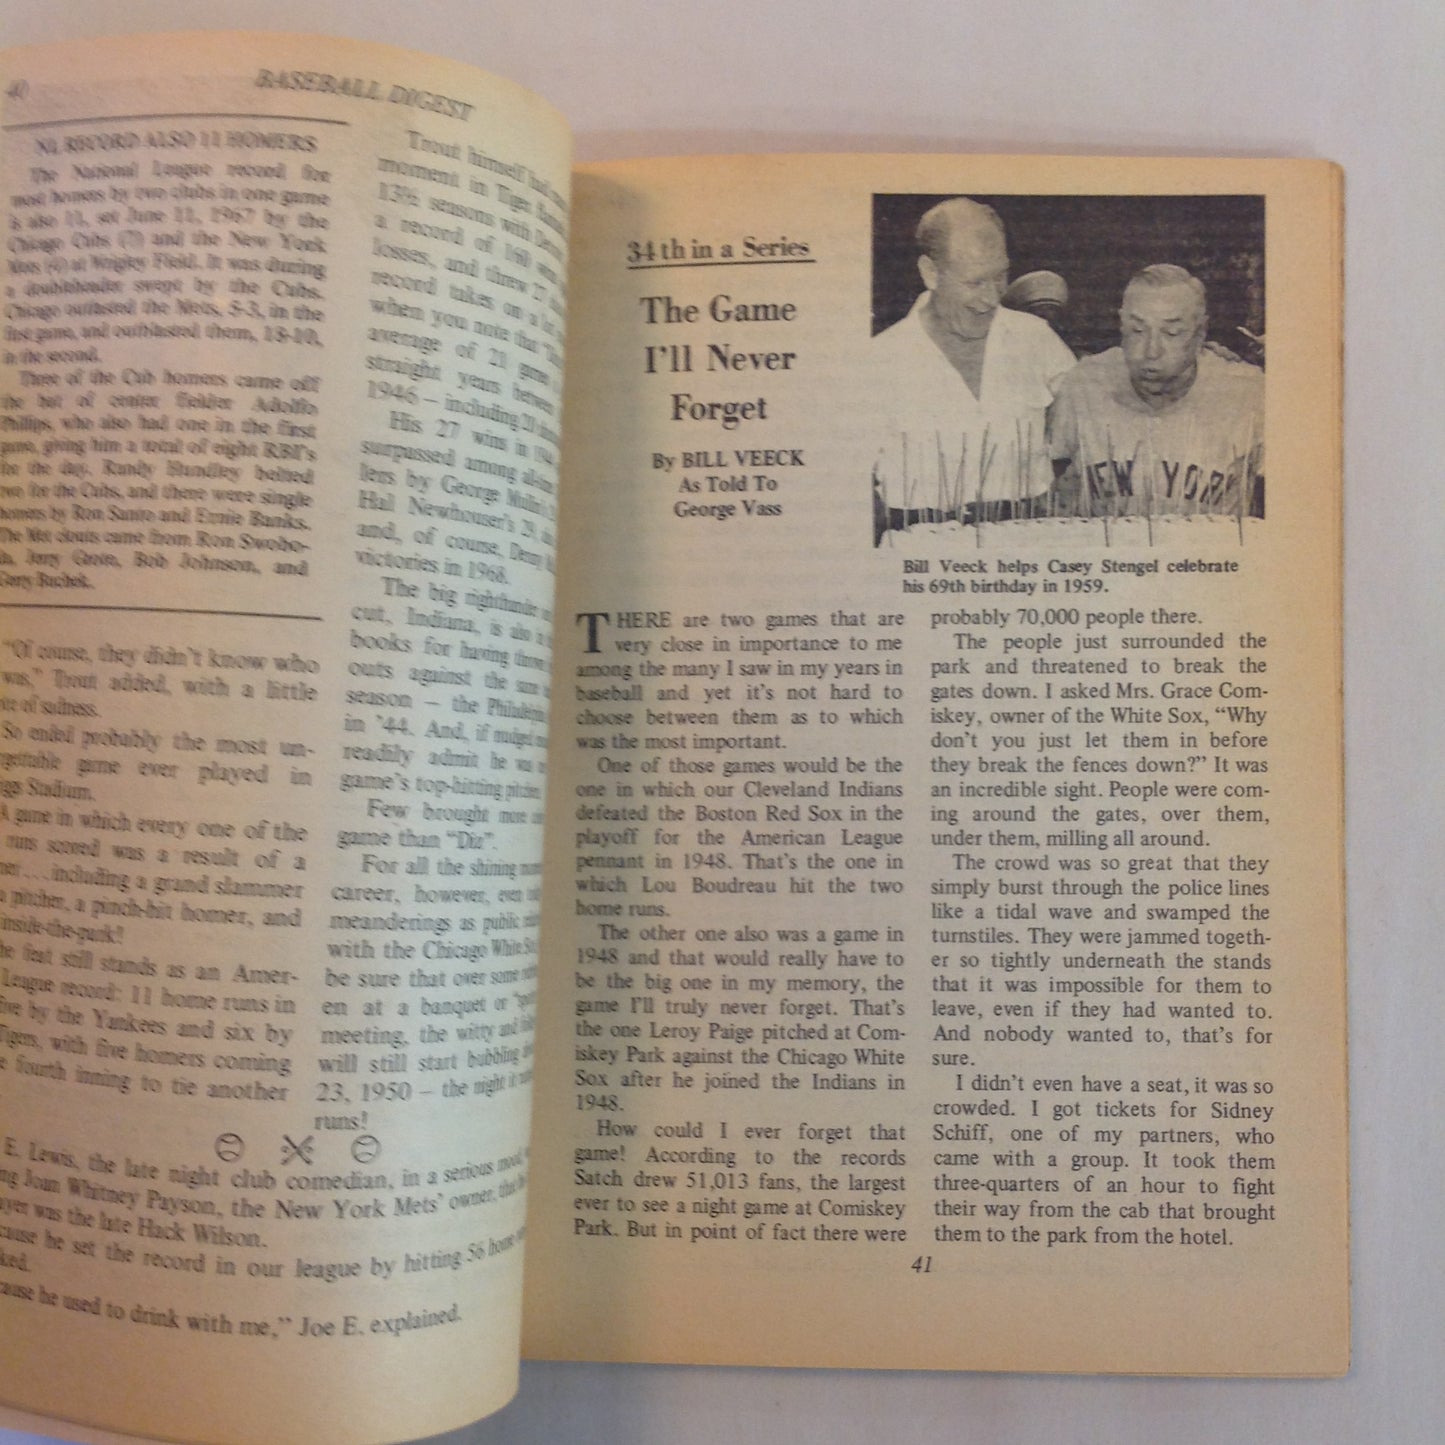 40
BASEBALL DIGEST
NL RECORD ALSO 11 HOMERS
The National League record for
most homers by two clubs in one game
is also 11, set June 11, 1967 by the
Chicago Cubs (7) and the New York
Mets (4) at Wrigley Field. It was during
a doubleheader swept by the Cubs.
Chicago outlasted the Mets, 5-3, in the
first game, and outblasted them, 18-10,
in the second.
Three of the Cub homers came off
the bat of center fielder Adolfo
Phillips, who also had one in the first
game, giving him a total of eight RBI's
for the day. Randy Hundley belted
two for the Cubs, and there were single
homers by Ron Santo and Ernie Banks.
The Met clouts came from Ron Swobo-
Jerry Grote, Bob Johnson, and
Gerry Buchek.
"Of course, they didn't know who
was," Trout added, with a little
of sadness.
So ended probably the most un-
game ever played in
Stadium.
A game in which every one of the
runs scored was a result of a
including a grand slammer
a pitcher, a pinch-hit homer, and
inside-the-park!
feat still stands as an Amer-
League record: 11 home runs in
five by the Yankees and six by
Tigers, with five homers coming
fourth inning to tie another
Trout himself had
moment in Tiger
13½ seasons with
a record of 160
losses, and threw 27
record takes on a
when you note that
average of 21 games
straight years between
1946 – including 20
His 27 wins in 1944
surpassed among all-time
lers by George Mullin's
Hal Newhouser's 29, and
and, of course, Denny
victories in 1968.
The big righthander
cut, Indiana, is also
books for having thrown
outs against the same
season – the Philadelphia
in '44. And, if nudged
readily admit he was
game's top-hitting pitchers.
Few brought more
game than "Diz".
For all the shining
career, however, even
meanderings as public
with the Chicago White Sox
be sure that over some
en at a banquet or
meeting, the witty and
will still start bubbling
23, 1950 – the night it
runs!
E. Lewis, the late night club comedian, in a serious mood,
Joan Whitney Payson, the New York Mets' owner,
was the late Hack Wilson.
he set the record in our league by hitting 56 home
he used to drink with me," Joe E. explained.
34th in a Series
The Game
I'll Never
Forget
By BILL VEECK
As Told To
George Vass
NEW YORK
Bill Veeck helps Casey Stengel celebrate
his 69th birthday in 1959.
THERE are two games that are
very close in importance to me
among the many I saw in my years in
baseball and yet it's not hard to
choose between them as to which
was the most important.
One of those games would be the
one in which our Cleveland Indians
defeated the Boston Red Sox in the
playoff for the American League
pennant in 1948. That's the one in
which Lou Boudreau hit the two
home runs.
The other one also was a game in
1948 and that would really have to
be the big one in my memory, the
game I'll truly never forget. That's
the one Leroy Paige pitched at Com-
iskey Park against the Chicago White
Sox after he joined the Indians in
1948.
How could I ever forget that
game! According to the records
Satch drew 51,013 fans, the largest
ever to see a night game at Comiskey
Park. But in point of fact there were
probably 70,000 people there.
The people just surrounded the
park and threatened to break the
gates down. I asked Mrs. Grace Com-
iskey, owner of the White Sox, "Why
don't you just let them in before
they break the fences down?" It was
an incredible sight. People were com-
ing around the gates, over them,
under them, milling all around.
The crowd was so great that they
simply burst through the police lines
like a tidal wave and swamped the
turnstiles. They were jammed togeth-
er so tightly underneath the stands
that it was impossible for them to
leave, even if they had wanted to.
And nobody wanted to, that's for
sure.
I didn't even have a seat, it was so
crowded. I got tickets for Sidney
Schiff, one of my partners, who
came with a group. It took them
three-quarters of an hour to fight
their way from the cab that brought
them to the park from the hotel.
41